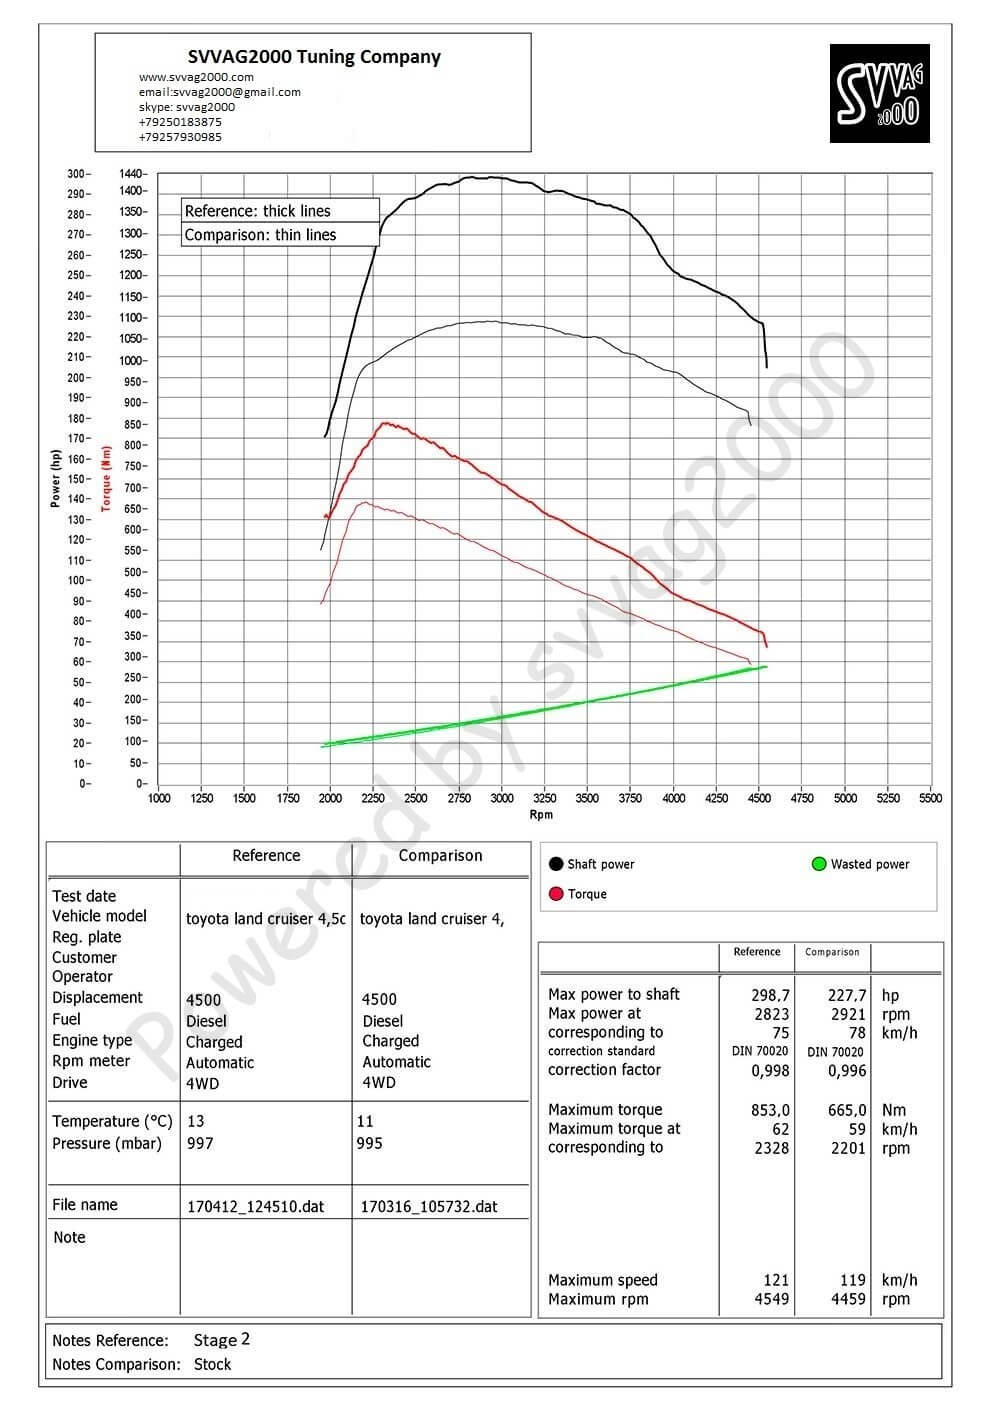 SVVAG2000 Tuning Company
www.svvag2000.com
email:svvag2000@gmail.com
skype: svvag2000
+79250183875
+79257930985
SVVAG
2000
Reference: thick lines
Comparison: thin lines
Power (hp)
300
290
280
270
260
250
240
230
220
210
200
190
180
170
160
150
140
130
120
110
100
90
80
70
60
50
40
30
20
10
0
Torque (Nm)
1440
1400
1350
1300
1250
1200
1150
1100
1050
1000
950
900
850
800
750
700
650
600
550
500
450
400
350
300
250
200
150
100
50
0
1000 1250 1500 1750 2000 2250 2500 2750 3000 3250 3500 3750 4000 4250 4500 4750 5000 5250 5500
Rpm
Powered by svvag2000
Reference Comparison
Test date
Vehicle model toyota land cruiser 4,5c toyota land cruiser 4,
Reg. plate
Customer
Operator
Displacement 4500 4500
Fuel Diesel Diesel
Engine type Charged Charged
Rpm meter Automatic Automatic
Drive 4WD 4WD
Temperature (°C) 13 11
Pressure (mbar) 997 995
File name 170412_124510.dat 170316_105732.dat
Note
Shaft power Wasted power
Torque
Reference Comparison
Max power to shaft 298,7 227,7 hp
Max power at 2823 2921 rpm
corresponding to 75 78 km/h
correction standard DIN 70020 DIN 70020
correction factor 0,998 0,996
Maximum torque 853,0 665,0 Nm
Maximum torque at 62 59 km/h
corresponding to 2328 2201 rpm
Maximum speed 121 119 km/h
Maximum rpm 4549 4459 rpm
Notes Reference: Stage 2
Notes Comparison: Stock